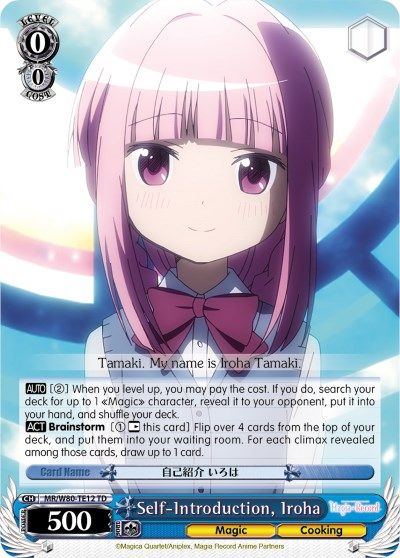 LEVEL
0
0
COST
Tamaki. My name is Iroha Tamaki.
AUTO [②] When you level up, you may pay the cost. If you do, search your
deck for up to 1 «Magic» character, reveal it to your opponent, put it into
your hand, and shuffle your deck.
ACT Brainstorm [① this card] Flip over 4 cards from the top of your
deck, and put them into your waiting room. For each climax revealed
among those cards, draw up to 1 card.
Card Name 自己紹介 いろは
CH MR/W80-TE12 TD
Self-Introduction, Iroha
Magia Record
POWER 500
Magic Cooking
©Magica Quartet/Aniplex, Magia Record Anime Partners